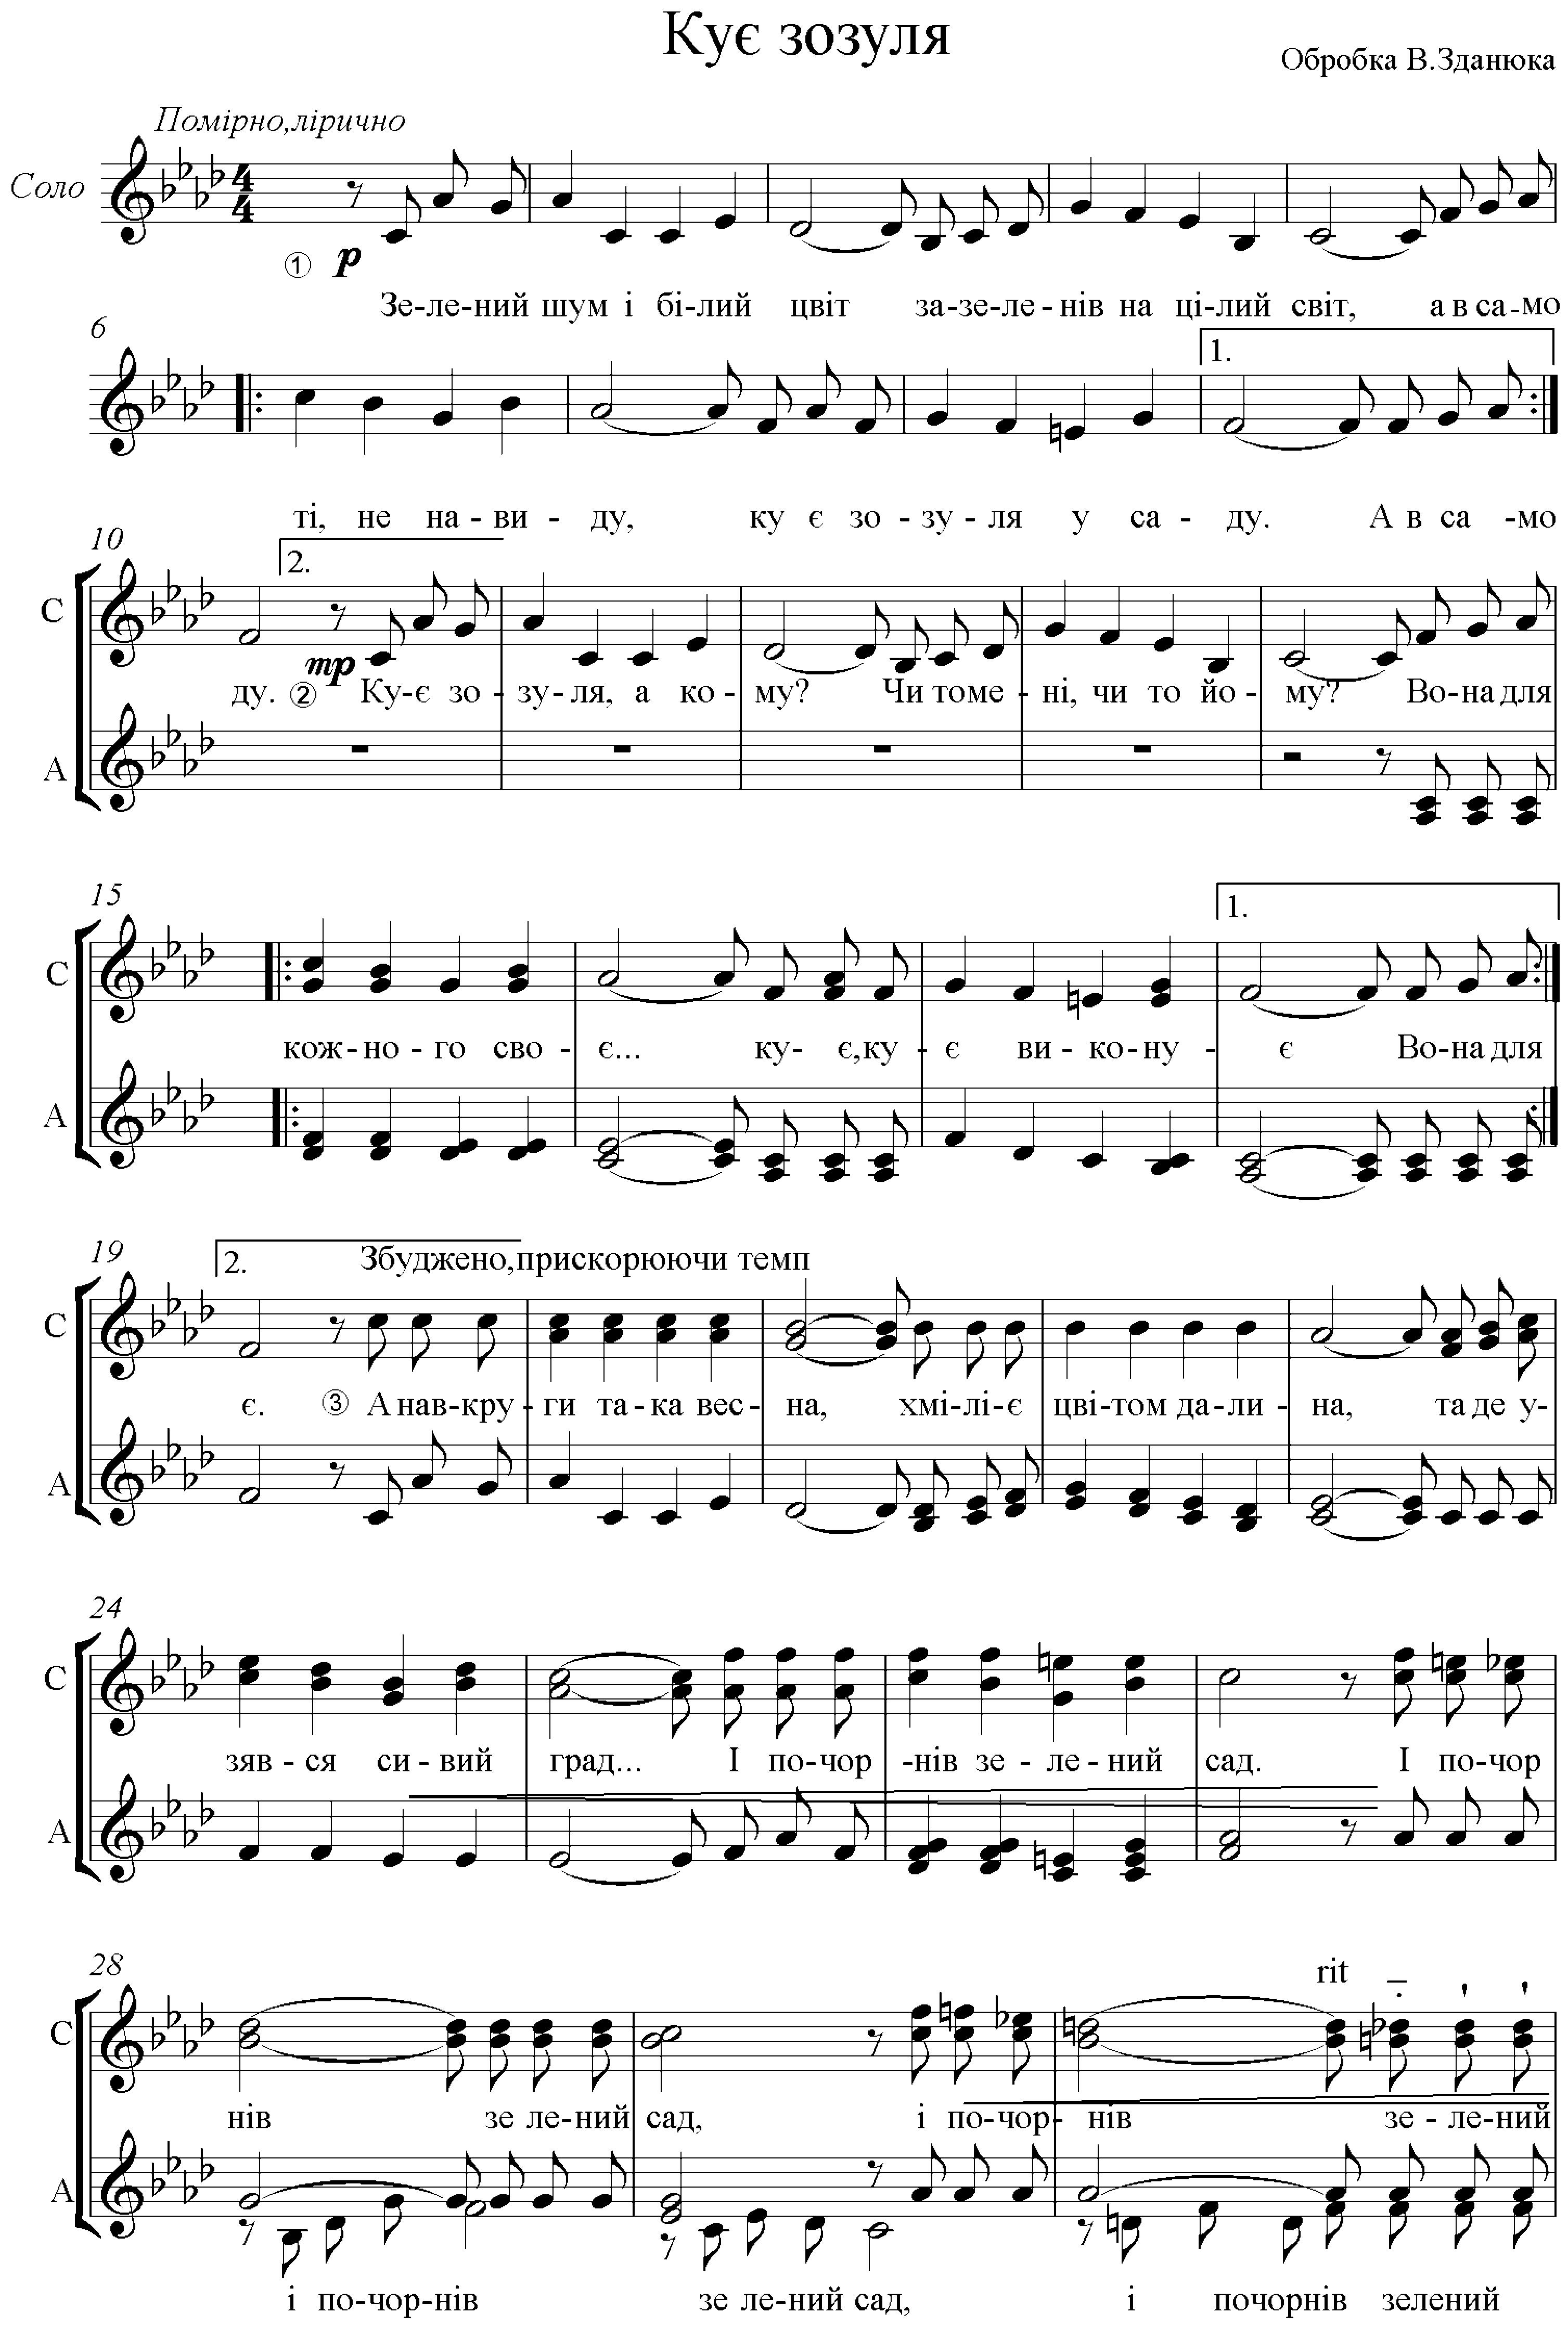 Кує зозуля
Обробка В.Зданюка
Помірно,лірично
Соло
4
4
p
①
Зе-ле-ний шум і бі-лий цвіт за-зе-ле-нів на ці-лий світ, а в са-мо
6
1.
ті, не на-ви-ду, ку є зо-зу-ля у са-ду. А в са-мо
10
2.
C
mp
ду. ② Ку-є зо-зу-ля, а ко-му? Чи томе-ні, чи то йо-му? Во-на для
A
15
1.
C
кож-но-го сво-є... ку-є,ку-є ви-ко-ну-є Во-на для
A
19
2. Збуджено,прискорюючи темп
C
є. ③ А нав-кру-ги та-ка вес-на, хмі-лі-є цві-том да-ли-на, та де у-
A
24
C
зяв-ся си-вий град... І по-чор-нів зе-ле-ний сад. І по-чор
A
28
rit
C
нів зе ле-ний сад, і по-чор-нів зе-ле-ний
A
і по-чор-нів зе ле-ний сад, і почорнів зелений